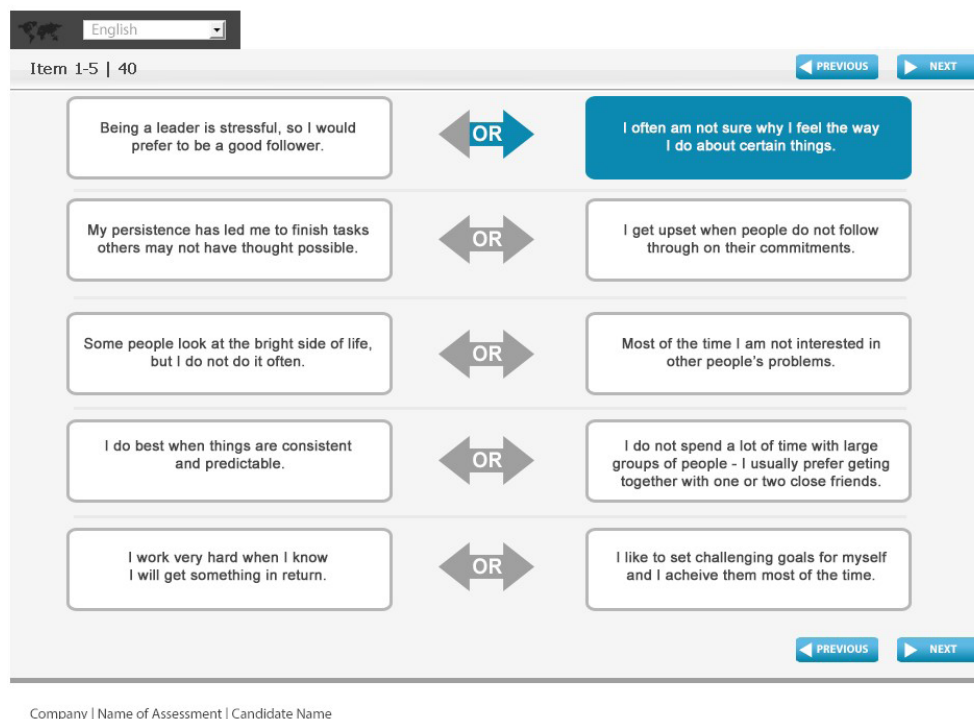 English
Item 1-5 | 40
PREVIOUS
NEXT
Being a leader is stressful, so I would
prefer to be a good follower.
OR
I often am not sure why I feel the way
I do about certain things.
My persistence has led me to finish tasks
others may not have thought possible.
OR
I get upset when people do not follow
through on their commitments.
Some people look at the bright side of life,
but I do not do it often.
OR
Most of the time I am not interested in
other people's problems.
I do best when things are consistent
and predictable.
OR
I do not spend a lot of time with large
groups of people - I usually prefer geting
together with one or two close friends.
I work very hard when I know
I will get something in return.
OR
I like to set challenging goals for myself
and I acheive them most of the time.
PREVIOUS
NEXT
Company | Name of Assessment | Candidate Name